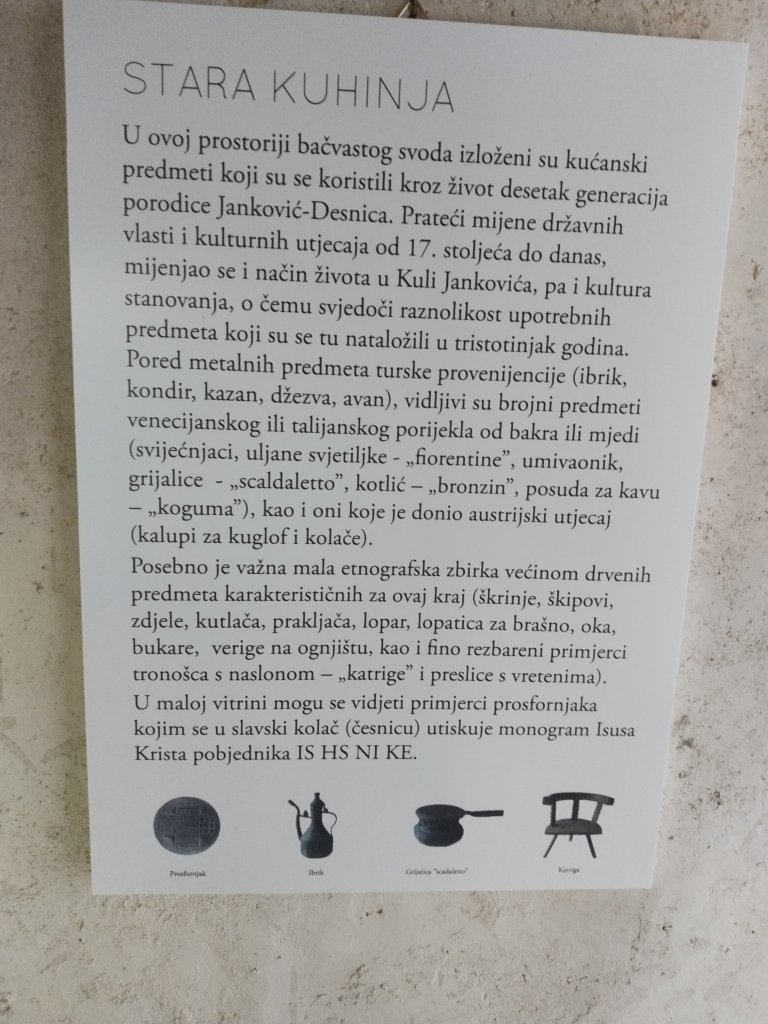 STARA KUHINJA
U ovoj prostoriji bačvastog svoda izloženi su kućanski
predmeti koji su se koristili kroz život desetak generacija
porodice Janković-Desnica. Prateći mijene državnih
vlasti i kulturnih utjecaja od 17. stoljeća do danas,
mijenjao se i način života u Kuli Jankovića, pa i kultura
stanovanja, o čemu svjedoči raznolikost upotrebnih
predmeta koji su se tu nataložili u tristotinjak godina.
Pored metalnih predmeta turske provenijencije (ibrik,
kondir, kazan, džezva, avan), vidljivi su brojni predmeti
venecijanskog ili talijanskog porijekla od bakra ili mjedi
(svijećnjaci, uljane svjetiljke - „fiorentine”, umivaonik,
grijalice - „scaldaletto”, kotlić – „bronzin”, posuda za kavu
– „koguma”), kao i oni koje je donio austrijski utjecaj
(kalupi za kuglof i kolače).
Posebno je važna mala etnografska zbirka većinom drvenih
predmeta karakterističnih za ovaj kraj (škrinje, škipovi,
zdjele, kutlača, prakljača, lopar, lopatica za brašno, oka,
bukare, verige na ognjištu, kao i fino rezbareni primjerci
tronošca s naslonom – „katrige” i preslice s vretenima).
U maloj vitrini mogu se vidjeti primjerci prosfornjaka
kojim se u slavski kolač (česnicu) utiskuje monogram Isusa
Krista pobjednika IS HS NI KE.
Prosfornjak
Ibrik
Grijalica "scadaletto"
Katriga